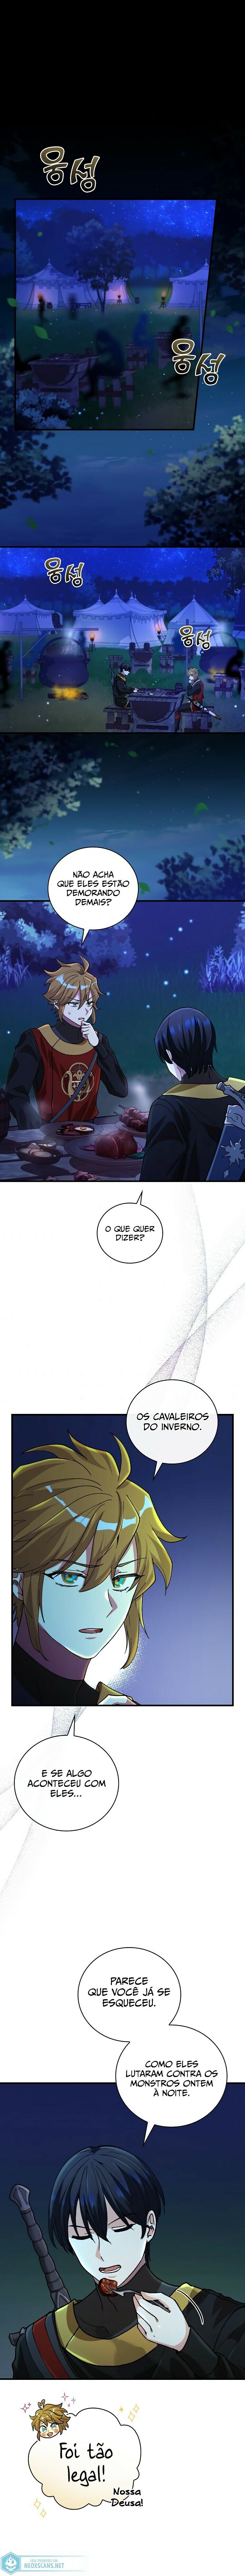 웅성
웅성
웅성
웅성
NÃO ACHA
QUE ELES ESTÃO
DEMORANDO
DEMAIS?
O QUE QUER
DIZER?
OS CAVALEIROS
DO INVERNO.
E SE ALGO
ACONTECEU COM
ELES...
PARECE
QUE VOCÊ JÁ SE
ESQUECEU.
COMO ELES
LUTARAM CONTRA OS
MONSTROS ONTEM
À NOITE.
Foi tão
legal!
Nossa
Deusa!
NEOXSCANS.NET